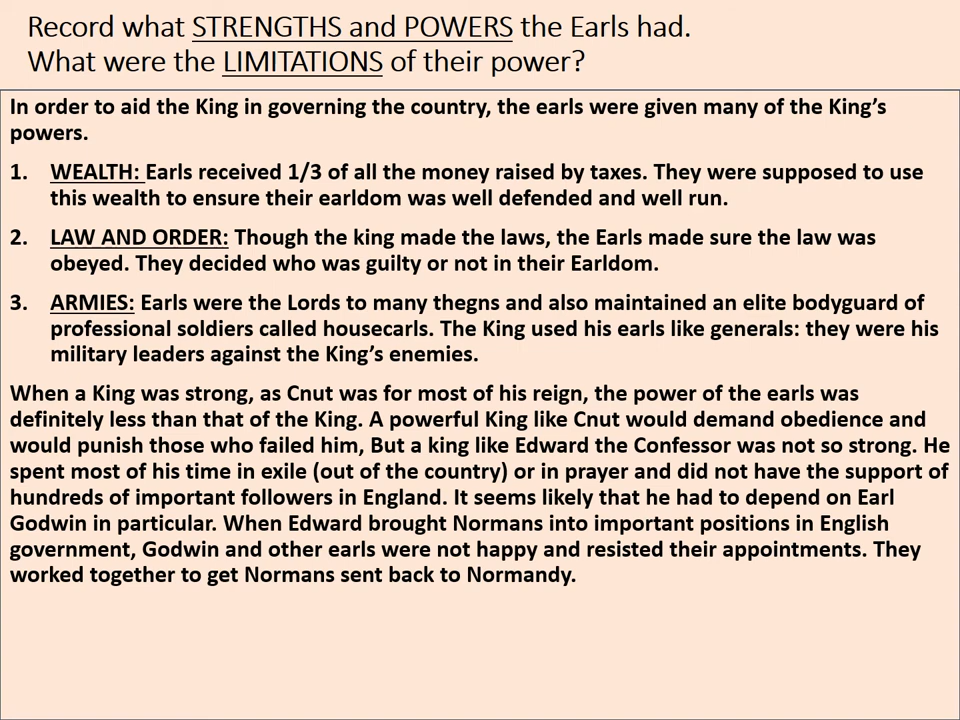 Record what STRENGTHS and POWERS the Earls had.
What were the LIMITATIONS of their power?
In order to aid the King in governing the country, the earls were given many of the King's
powers.
1. WEALTH: Earls received 1/3 of all the money raised by taxes. They were supposed to use
this wealth to ensure their earldom was well defended and well run.
2. LAW AND ORDER: Though the king made the laws, the Earls made sure the law was
obeyed. They decided who was guilty or not in their Earldom.
3. ARMIES: Earls were the Lords to many thegns and also maintained an elite bodyguard of
professional soldiers called housecarls. The King used his earls like generals: they were his
military leaders against the King's enemies.
When a King was strong, as Cnut was for most of his reign, the power of the earls was
definitely less than that of the King. A powerful King like Cnut would demand obedience and
would punish those who failed him, But a king like Edward the Confessor was not so strong. He
spent most of his time in exile (out of the country) or in prayer and did not have the support of
hundreds of important followers in England. It seems likely that he had to depend on Earl
Godwin in particular. When Edward brought Normans into important positions in English
government, Godwin and other earls were not happy and resisted their appointments. They
worked together to get Normans sent back to Normandy.